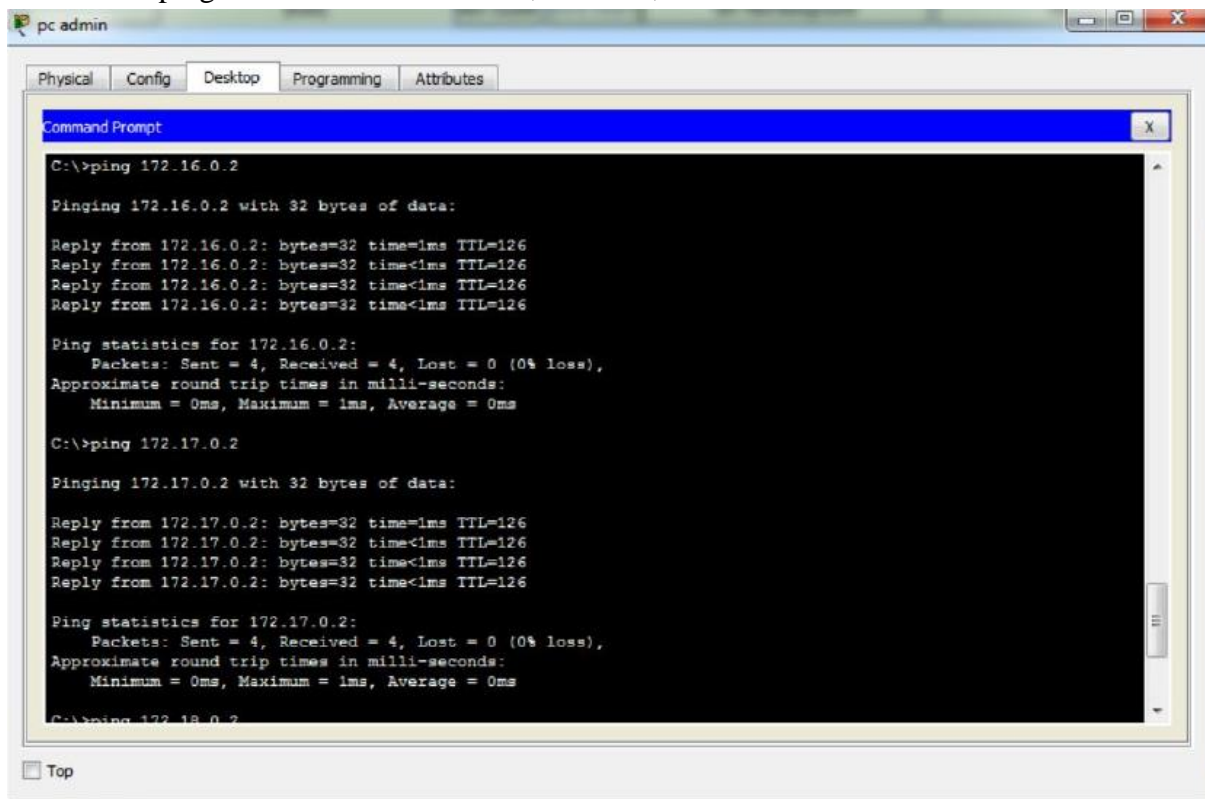 pc admin
X
Physical Config Desktop Programming Attributes
Command Prompt
X
C:\>ping 172.16.0.2
Pinging 172.16.0.2 with 32 bytes of data:
Reply from 172.16.0.2: bytes=32 time=1ms TTL=126
Reply from 172.16.0.2: bytes=32 time<1ms TTL=126
Reply from 172.16.0.2: bytes=32 time<1ms TTL=126
Reply from 172.16.0.2: bytes=32 time<1ms TTL=126
Ping statistics for 172.16.0.2:
Packets: Sent = 4, Received = 4, Lost = 0 (0% loss),
Approximate round trip times in milli-seconds:
Minimum = 0ms, Maximum = 1ms, Average = 0ms
C:\>ping 172.17.0.2
Pinging 172.17.0.2 with 32 bytes of data:
Reply from 172.17.0.2: bytes=32 time=1ms TTL=126
Reply from 172.17.0.2: bytes=32 time<1ms TTL=126
Reply from 172.17.0.2: bytes=32 time<1ms TTL=126
Reply from 172.17.0.2: bytes=32 time<1ms TTL=126
Ping statistics for 172.17.0.2:
Packets: Sent = 4, Received = 4, Lost = 0 (0% loss),
Approximate round trip times in milli-seconds:
Minimum = 0ms, Maximum = 1ms, Average = 0ms
C:\>ping 172.18.0.2
Top